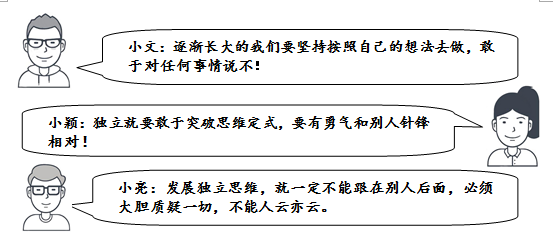 小文：逐渐长大的我们要坚持按照自己的想法去做，敢
于对任何事情说不！
小颖：独立就要敢于突破思维定式，要有勇气和别人针锋
相对！
小亮：发展独立思维，就一定不能跟在别人后面，必须
大胆质疑一切，不能人云亦云。